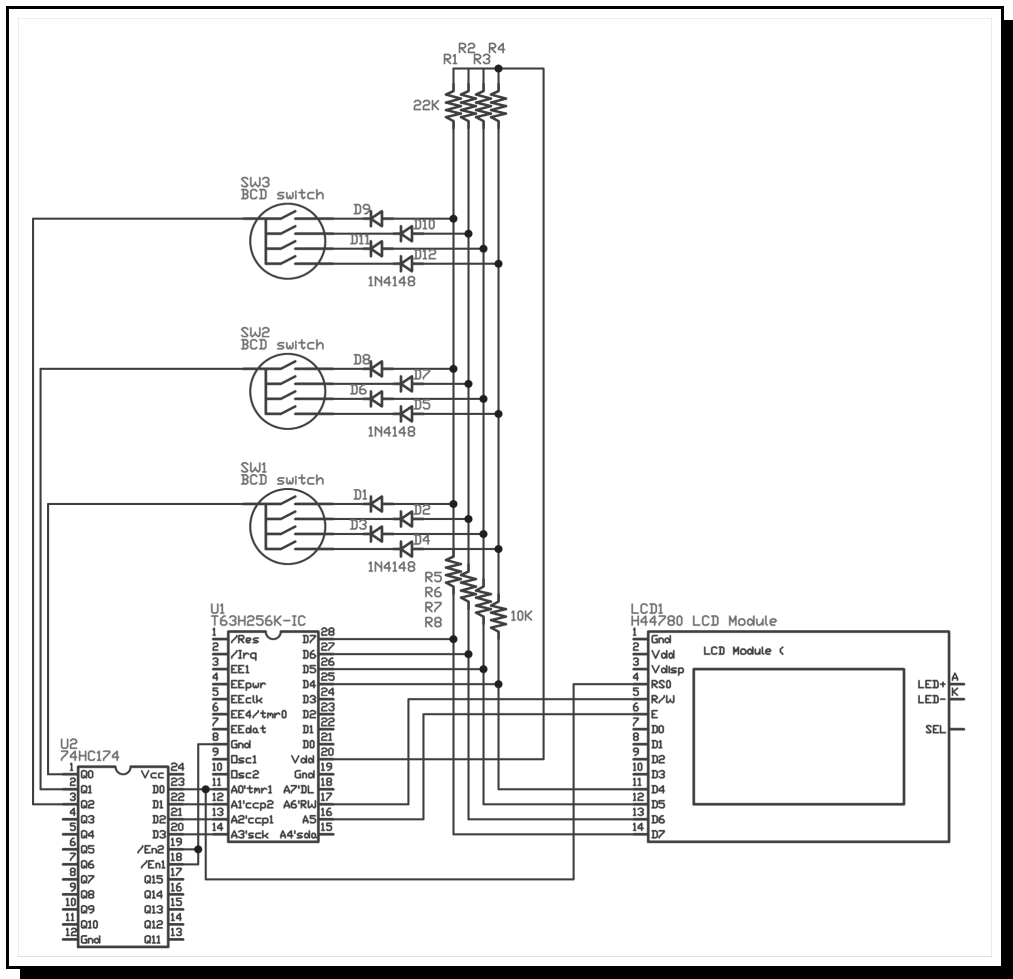 R2 R4
R1 R3
22K
SW3
BCD switch
D9
D10
D11
D12
1N4148
SW2
BCD switch
D8
D7
D6
D5
1N4148
SW1
BCD switch
D1
D2
D3
D4
1N4148
R5
R6
R7
R8
10K
U1
T63H256K-IC
1 /Res D7 28
2 /Irq D6 27
3 EE1 D5 26
4 EEpwr D4 25
5 EEclk D3 24
6 EE4/tmr0 D2 23
7 EEdat D1 22
8 Gnd D0 21
9 Osc1 Vdd 20
10 Osc2 Gnd 19
11 A0'tmr1 A7'DL 18
12 A1'ccp2 A6'RW 17
13 A2'ccp1 A5 16
14 A3'sck A4'sda 15
LCD1
H44780 LCD Module
LCD Module (
1 Gnd
2 Vdd
3 Vdisp
4 RS0
5 R/W
6 E
7 D0
8 D1
9 D2
10 D3
11 D4
12 D5
13 D6
14 D7
LED+ A
LED- K
SEL
U2
74HC174
1 Q0 Vcc 24
2 Q1 D0 23
3 Q2 D1 22
4 Q3 D2 21
5 Q4 D3 20
6 Q5 /En2 19
7 Q6 /En1 18
8 Q7 Q15 17
9 Q8 Q14 16
10 Q9 Q13 15
11 Q10 Q12 14
12 Gnd Q11 13